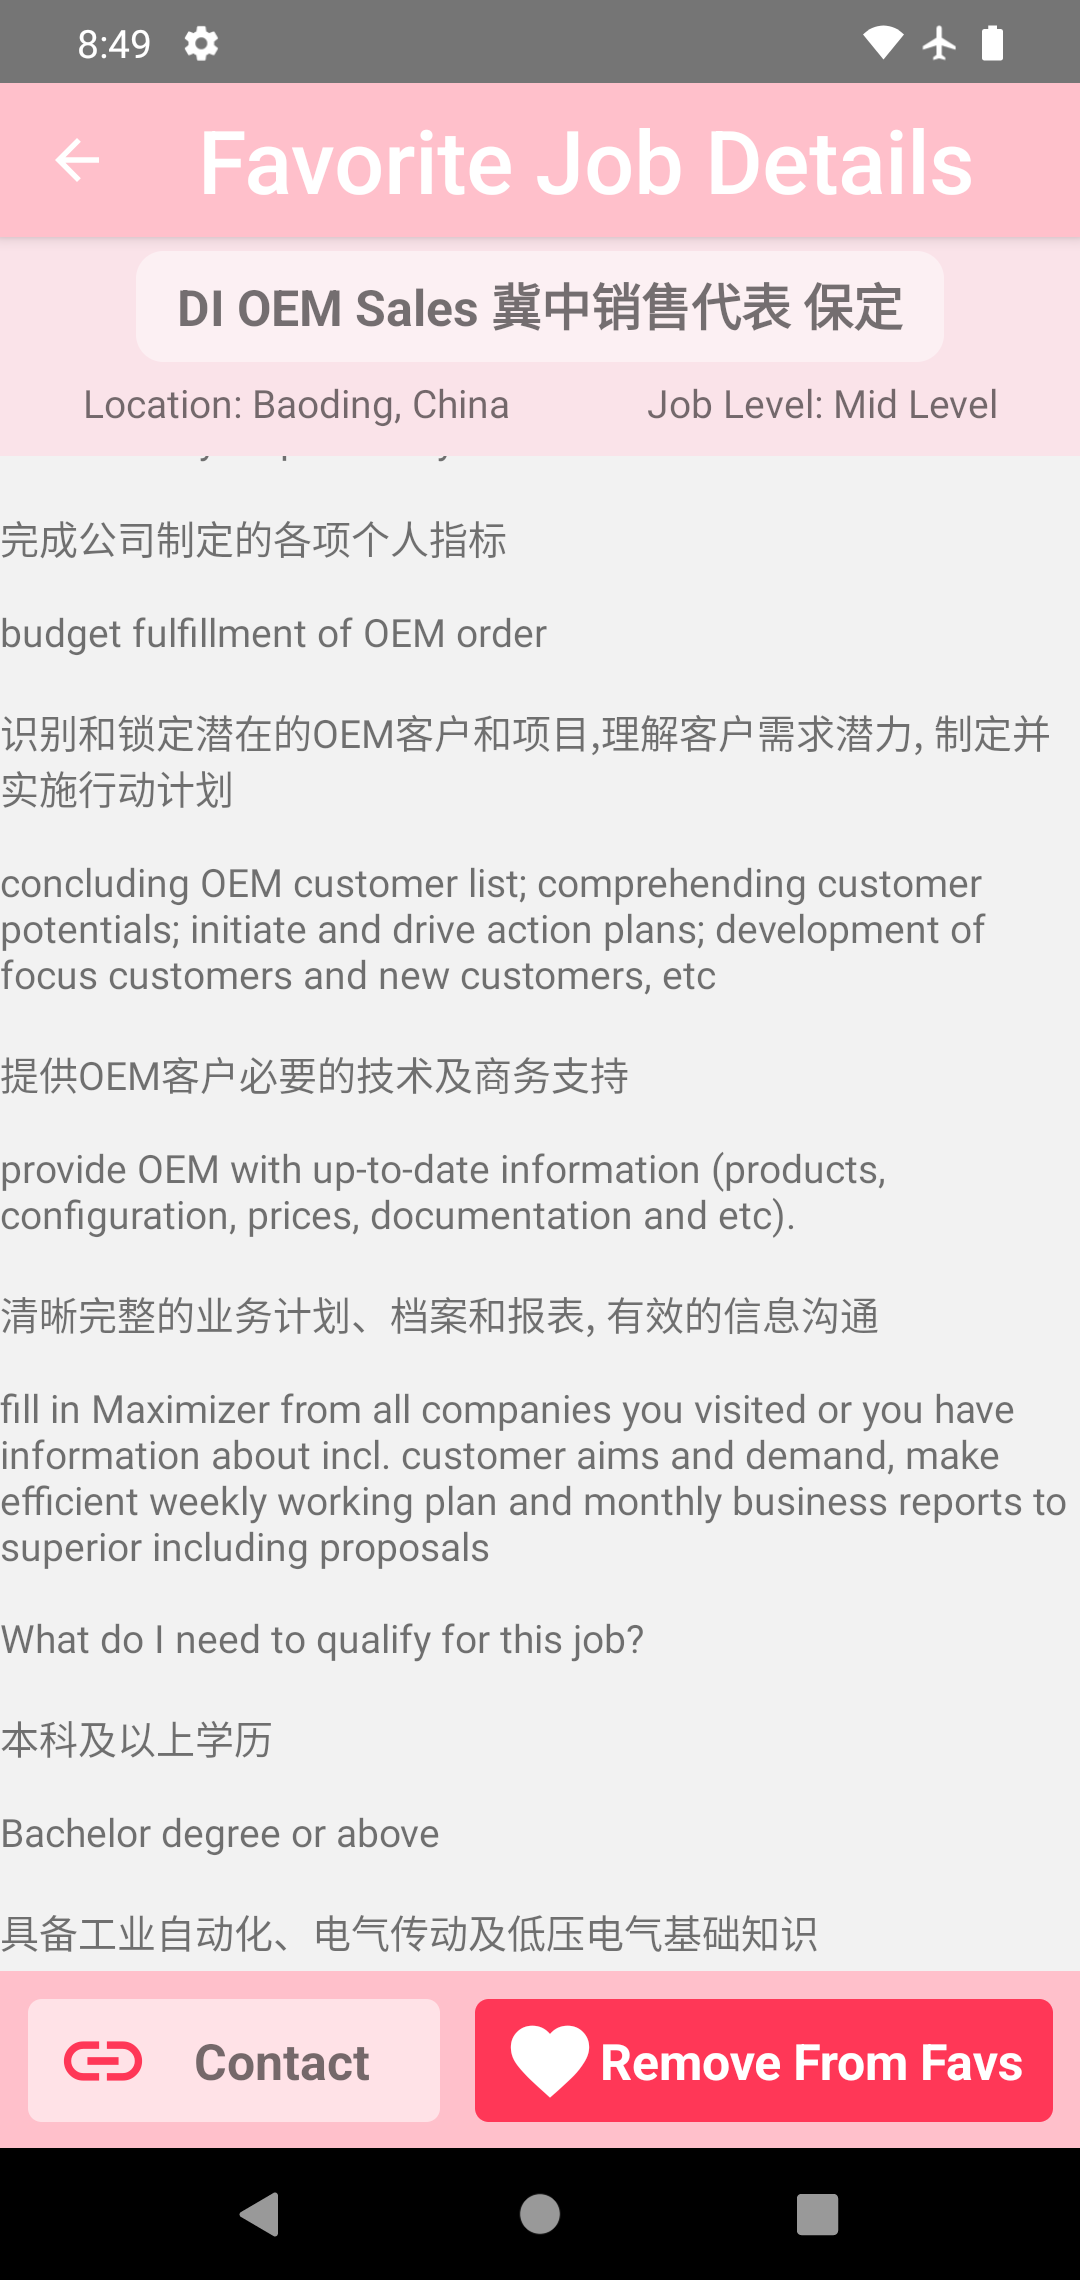 8:49
Favorite Job Details
DI OEM Sales 冀中销售代表 保定
Location: Baoding, China
Job Level: Mid Level
完成公司制定的各项个人指标
budget fulfillment of OEM order
识别和锁定潜在的OEM客户和项目,理解客户需求潜力, 制定并
实施行动计划
concluding OEM customer list; comprehending customer
potentials; initiate and drive action plans; development of
focus customers and new customers, etc
提供OEM客户必要的技术及商务支持
provide OEM with up-to-date information (products,
configuration, prices, documentation and etc).
清晰完整的业务计划、档案和报表, 有效的信息沟通
fill in Maximizer from all companies you visited or you have
information about incl. customer aims and demand, make
efficient weekly working plan and monthly business reports to
superior including proposals
What do I need to qualify for this job?
本科及以上学历
Bachelor degree or above
具备工业自动化、电气传动及低压电气基础知识
Contact
Remove From Favs